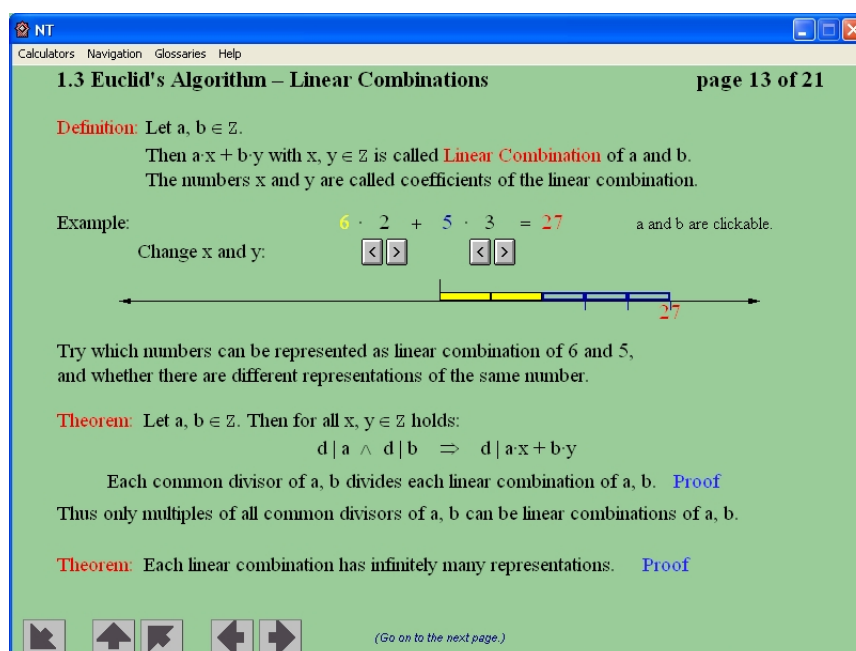 NT
Calculators Navigation Glossaries Help
1.3 Euclid's Algorithm – Linear Combinations page 13 of 21
Definition: Let a, b ∈ ℤ.
Then a·x + b·y with x, y ∈ ℤ is called Linear Combination of a and b.
The numbers x and y are called coefficients of the linear combination.
Example: 6 · 2 + 5 · 3 = 27 a and b are clickable.
Change x and y: < > < >
27
Try which numbers can be represented as linear combination of 6 and 5,
and whether there are different representations of the same number.
Theorem: Let a, b ∈ ℤ. Then for all x, y ∈ ℤ holds:
d | a ∧ d | b ⇒ d | a·x + b·y
Each common divisor of a, b divides each linear combination of a, b. Proof
Thus only multiples of all common divisors of a, b can be linear combinations of a, b.
Theorem: Each linear combination has infinitely many representations. Proof
(Go on to the next page.)